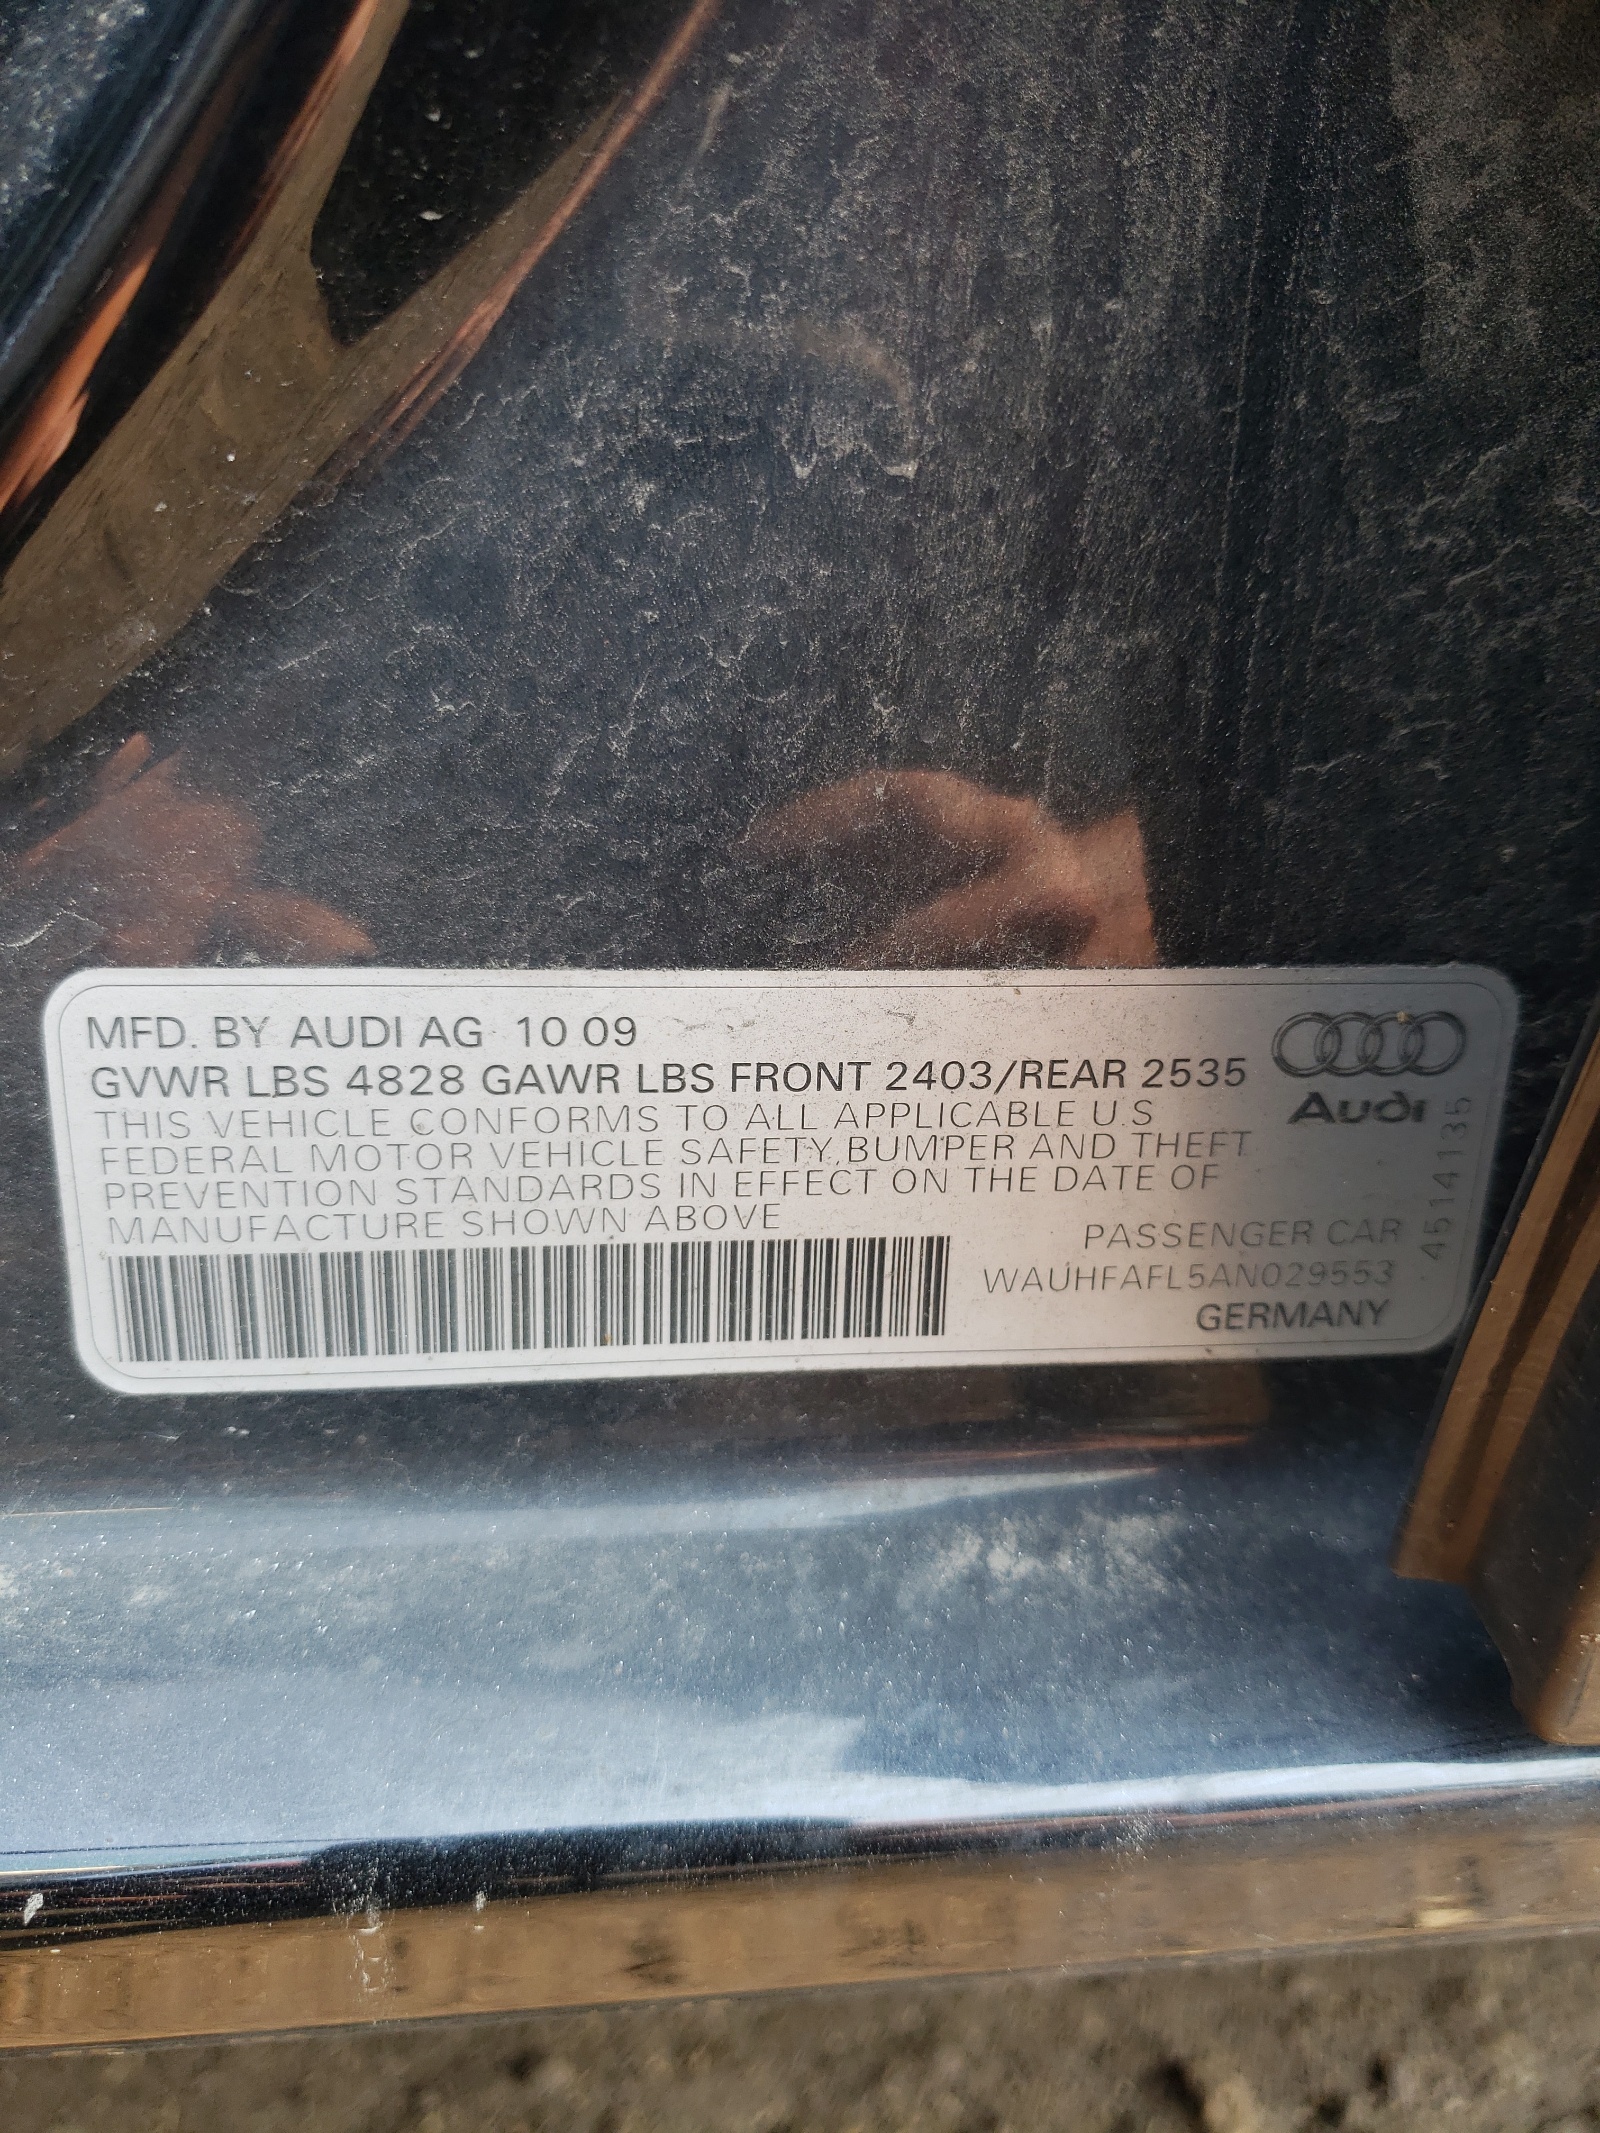 MFD. BY AUDI AG 10 09
GVWR LBS 4828 GAWR LBS FRONT 2403/REAR 2535
THIS VEHICLE CONFORMS TO ALL APPLICABLE U.S
FEDERAL MOTOR VEHICLE SAFETY, BUMPER AND THEFT
PREVENTION STANDARDS IN EFFECT ON THE DATE OF
MANUFACTURE SHOWN ABOVE
Audi
4514135
PASSENGER CAR
WAUHFAFL5AN029553
GERMANY